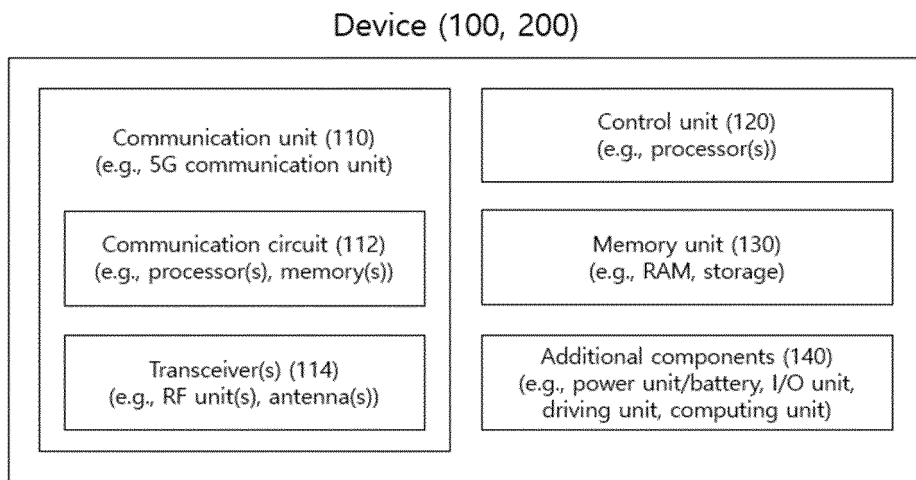 Device (100, 200)
Communication unit (110)
(e.g., 5G communication unit)
Communication circuit (112)
(e.g., processor(s), memory(s))
Transceiver(s) (114)
(e.g., RF unit(s), antenna(s))
Control unit (120)
(e.g., processor(s))
Memory unit (130)
(e.g., RAM, storage)
Additional components (140)
(e.g., power unit/battery, I/O unit,
driving unit, computing unit)